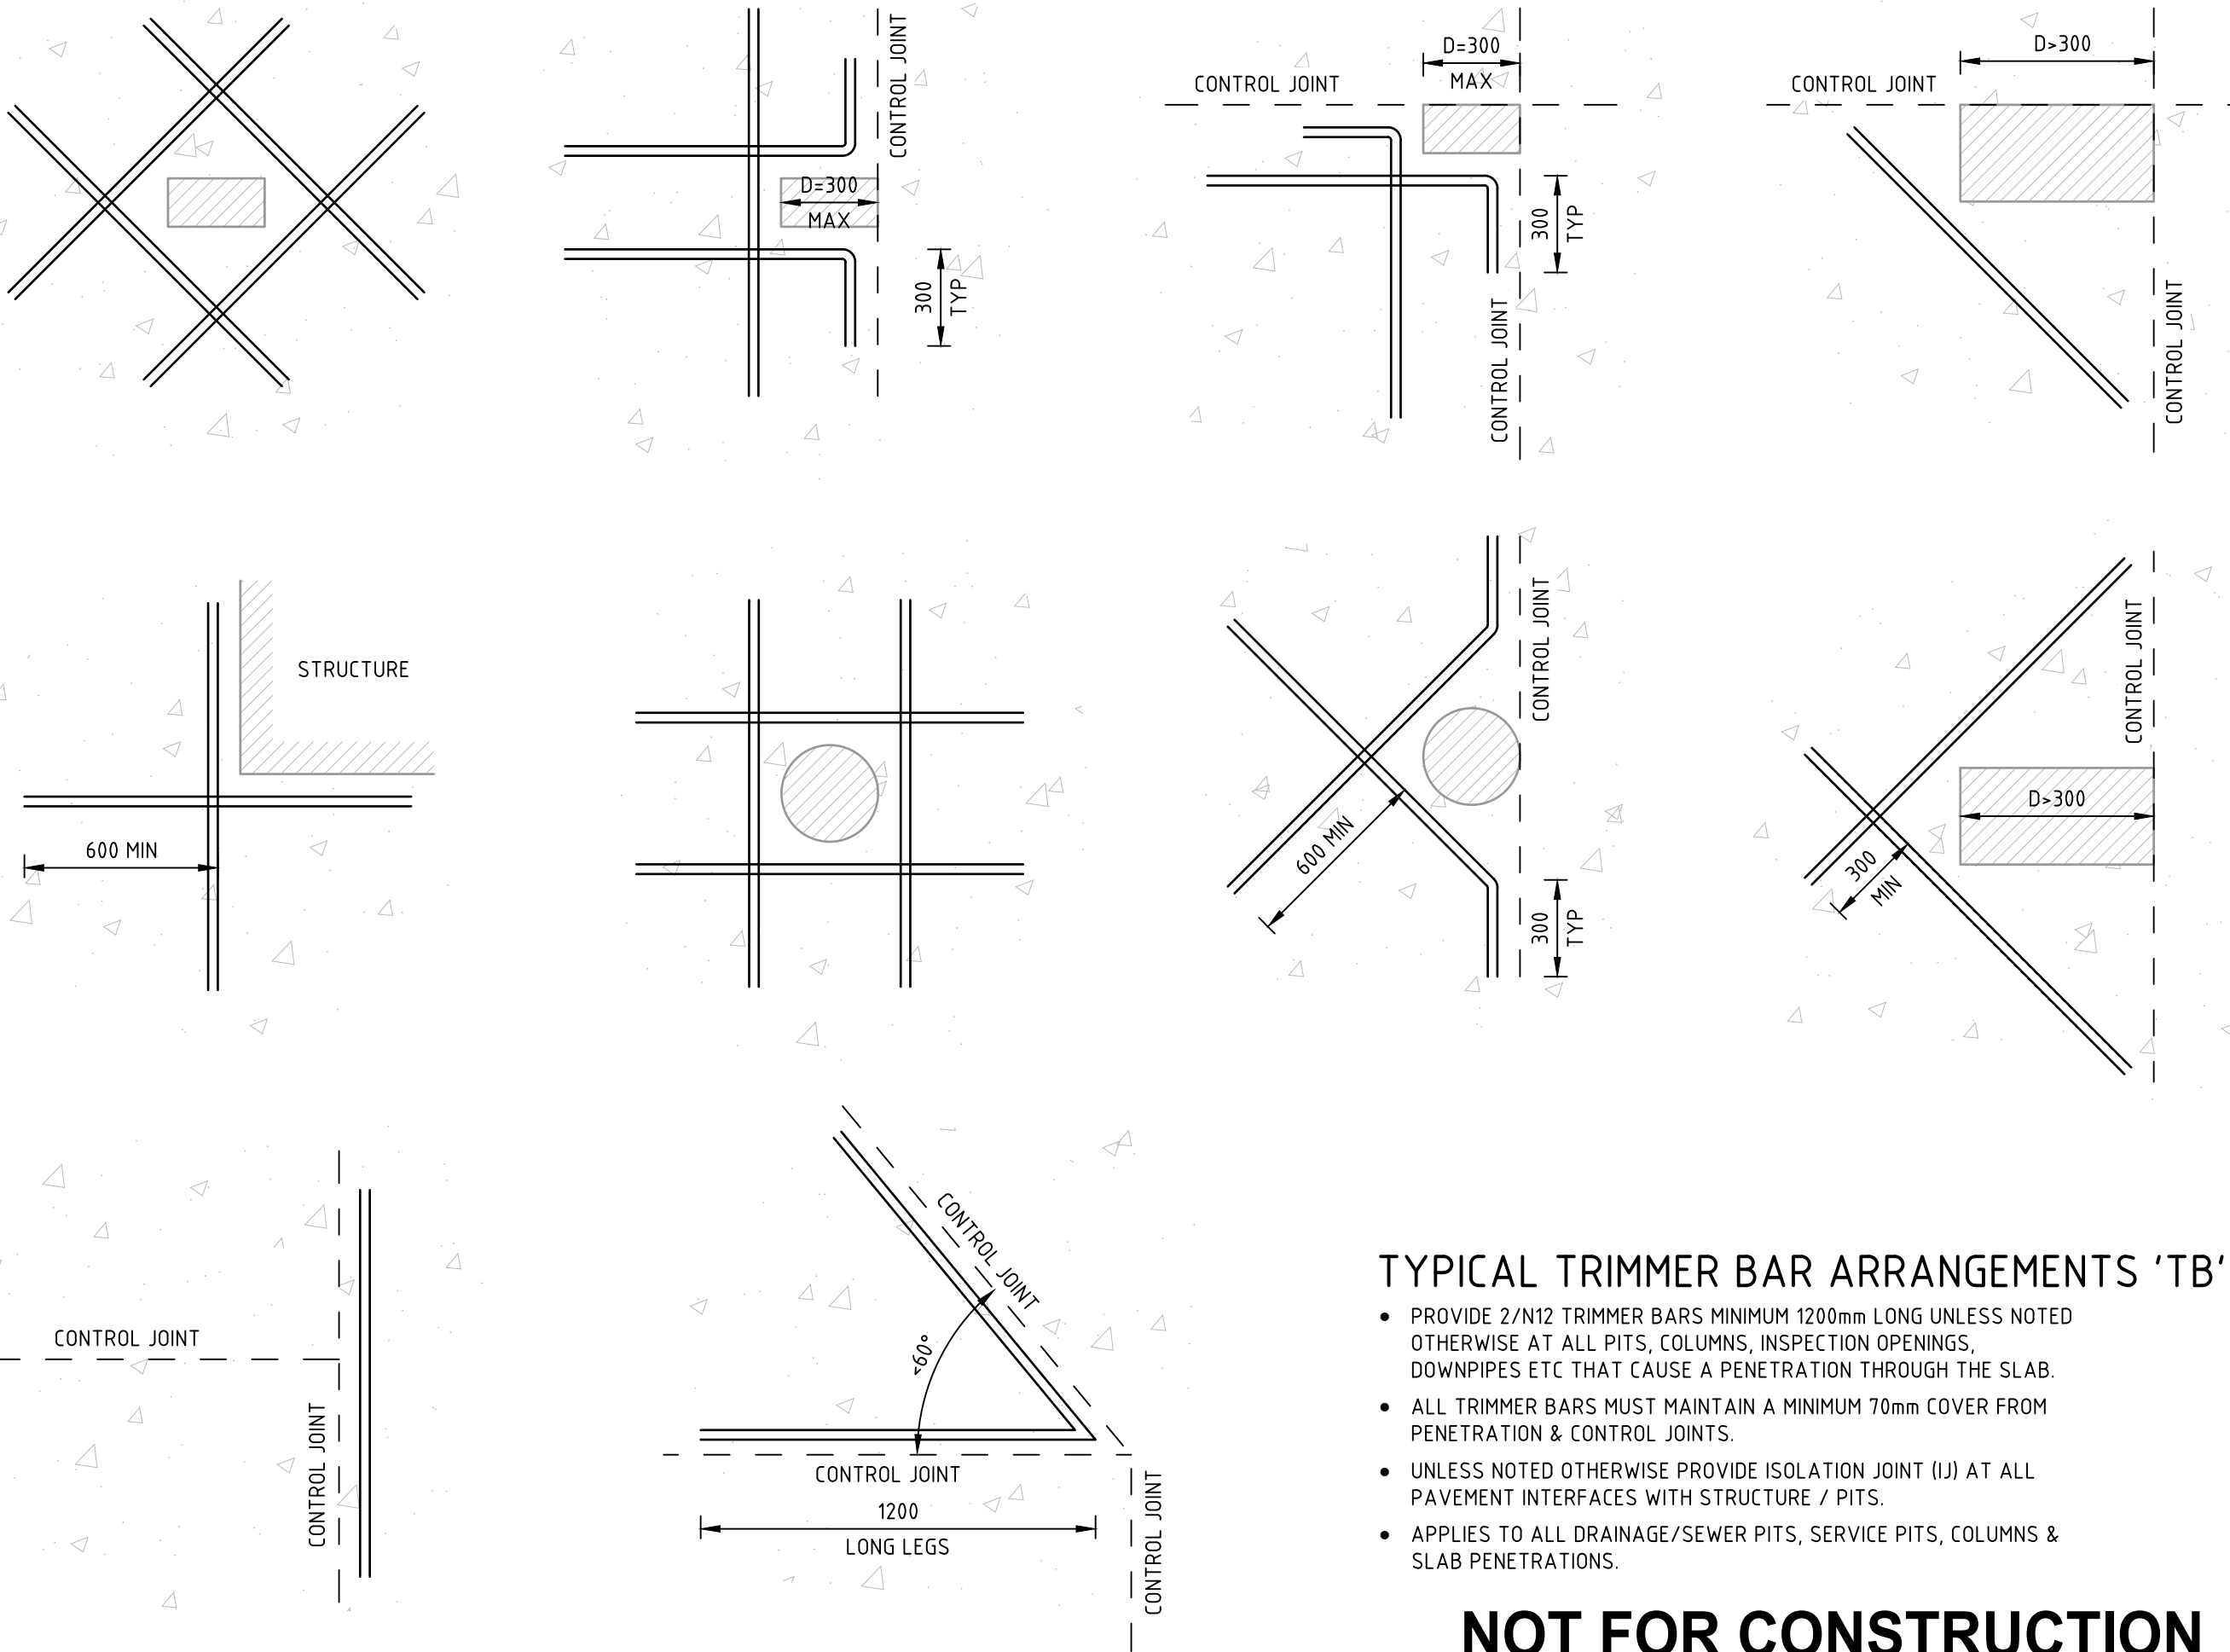 CONTROL JOINT
D=300
MAX
300
TYP
CONTROL JOINT
D=300
MAX
300
TYP
CONTROL JOINT
CONTROL JOINT
D>300
CONTROL JOINT
STRUCTURE
600 MIN
CONTROL JOINT
600 MIN
300
TYP
CONTROL JOINT
D>300
300
MIN
CONTROL JOINT
CONTROL JOINT
CONTROL JOINT
<60°
CONTROL JOINT
1200
LONG LEGS
CONTROL JOINT
TYPICAL TRIMMER BAR ARRANGEMENTS 'TB'
• PROVIDE 2/N12 TRIMMER BARS MINIMUM 1200mm LONG UNLESS NOTED
OTHERWISE AT ALL PITS, COLUMNS, INSPECTION OPENINGS,
DOWNPIPES ETC THAT CAUSE A PENETRATION THROUGH THE SLAB.
• ALL TRIMMER BARS MUST MAINTAIN A MINIMUM 70mm COVER FROM
PENETRATION & CONTROL JOINTS.
• UNLESS NOTED OTHERWISE PROVIDE ISOLATION JOINT (IJ) AT ALL
PAVEMENT INTERFACES WITH STRUCTURE / PITS.
• APPLIES TO ALL DRAINAGE/SEWER PITS, SERVICE PITS, COLUMNS &
SLAB PENETRATIONS.
NOT FOR CONSTRUCTION